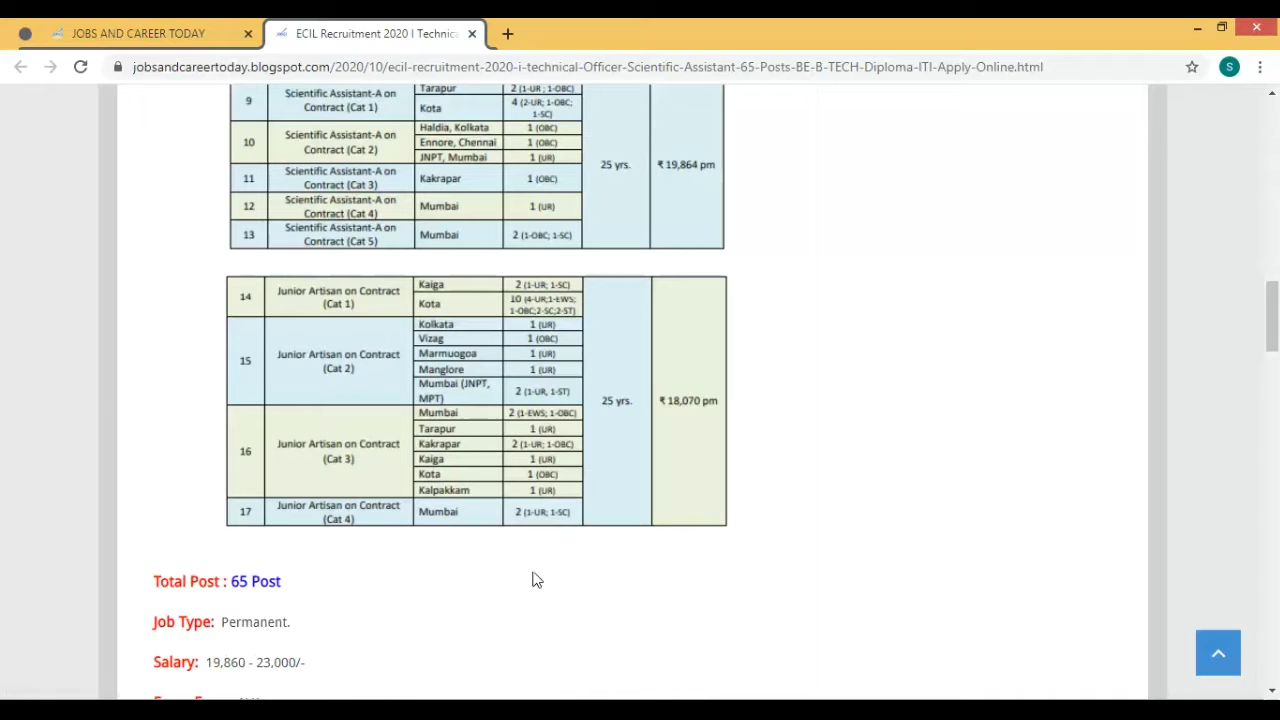 JOBS AND CAREER TODAY
ECIL Recruitment 2020 I Technic
jobsandcareertoday.blogspot.com/2020/10/ecil-recruitment-2020-i-technical-Officer-Scientific-Assistant-65-Posts-BE-B-TECH-Diploma-ITI-Apply-Online.html
S
9 Scientific Assistant-A on Contract (Cat 1) Tarapur 2 (1-UR; 1-OBC)
Kota 4 (2-UR; 1-OBC; 1-SC)
10 Scientific Assistant-A on Contract (Cat 2) Haldia, Kolkata 1 (OBC)
Ennore, Chennai 1 (OBC)
JNPT, Mumbai 1 (UR)
25 yrs. ₹ 19,864 pm
11 Scientific Assistant-A on Contract (Cat 3) Kakrapar 1 (OBC)
12 Scientific Assistant-A on Contract (Cat 4) Mumbai 1 (UR)
13 Scientific Assistant-A on Contract (Cat 5) Mumbai 2 (1-OBC; 1-SC)
14 Junior Artisan on Contract (Cat 1) Kaiga 2 (1-UR; 1-SC)
Kota 10 (4-UR;1-EWS; 1-OBC;2-SC;2-ST)
15 Junior Artisan on Contract (Cat 2) Kolkata 1 (UR)
Vizag 1 (OBC)
Marmuogoa 1 (UR)
Manglore 1 (UR)
Mumbai (JNPT, MPT) 2 (1-UR, 1-ST)
25 yrs. ₹ 18,070 pm
16 Junior Artisan on Contract (Cat 3) Mumbai 2 (1-EWS; 1-OBC)
Tarapur 1 (UR)
Kakrapar 2 (1-UR; 1-OBC)
Kaiga 1 (UR)
Kota 1 (OBC)
Kalpakkam 1 (UR)
17 Junior Artisan on Contract (Cat 4) Mumbai 2 (1-UR; 1-SC)
Total Post : 65 Post
Job Type: Permanent.
Salary: 19,860 - 23,000/-